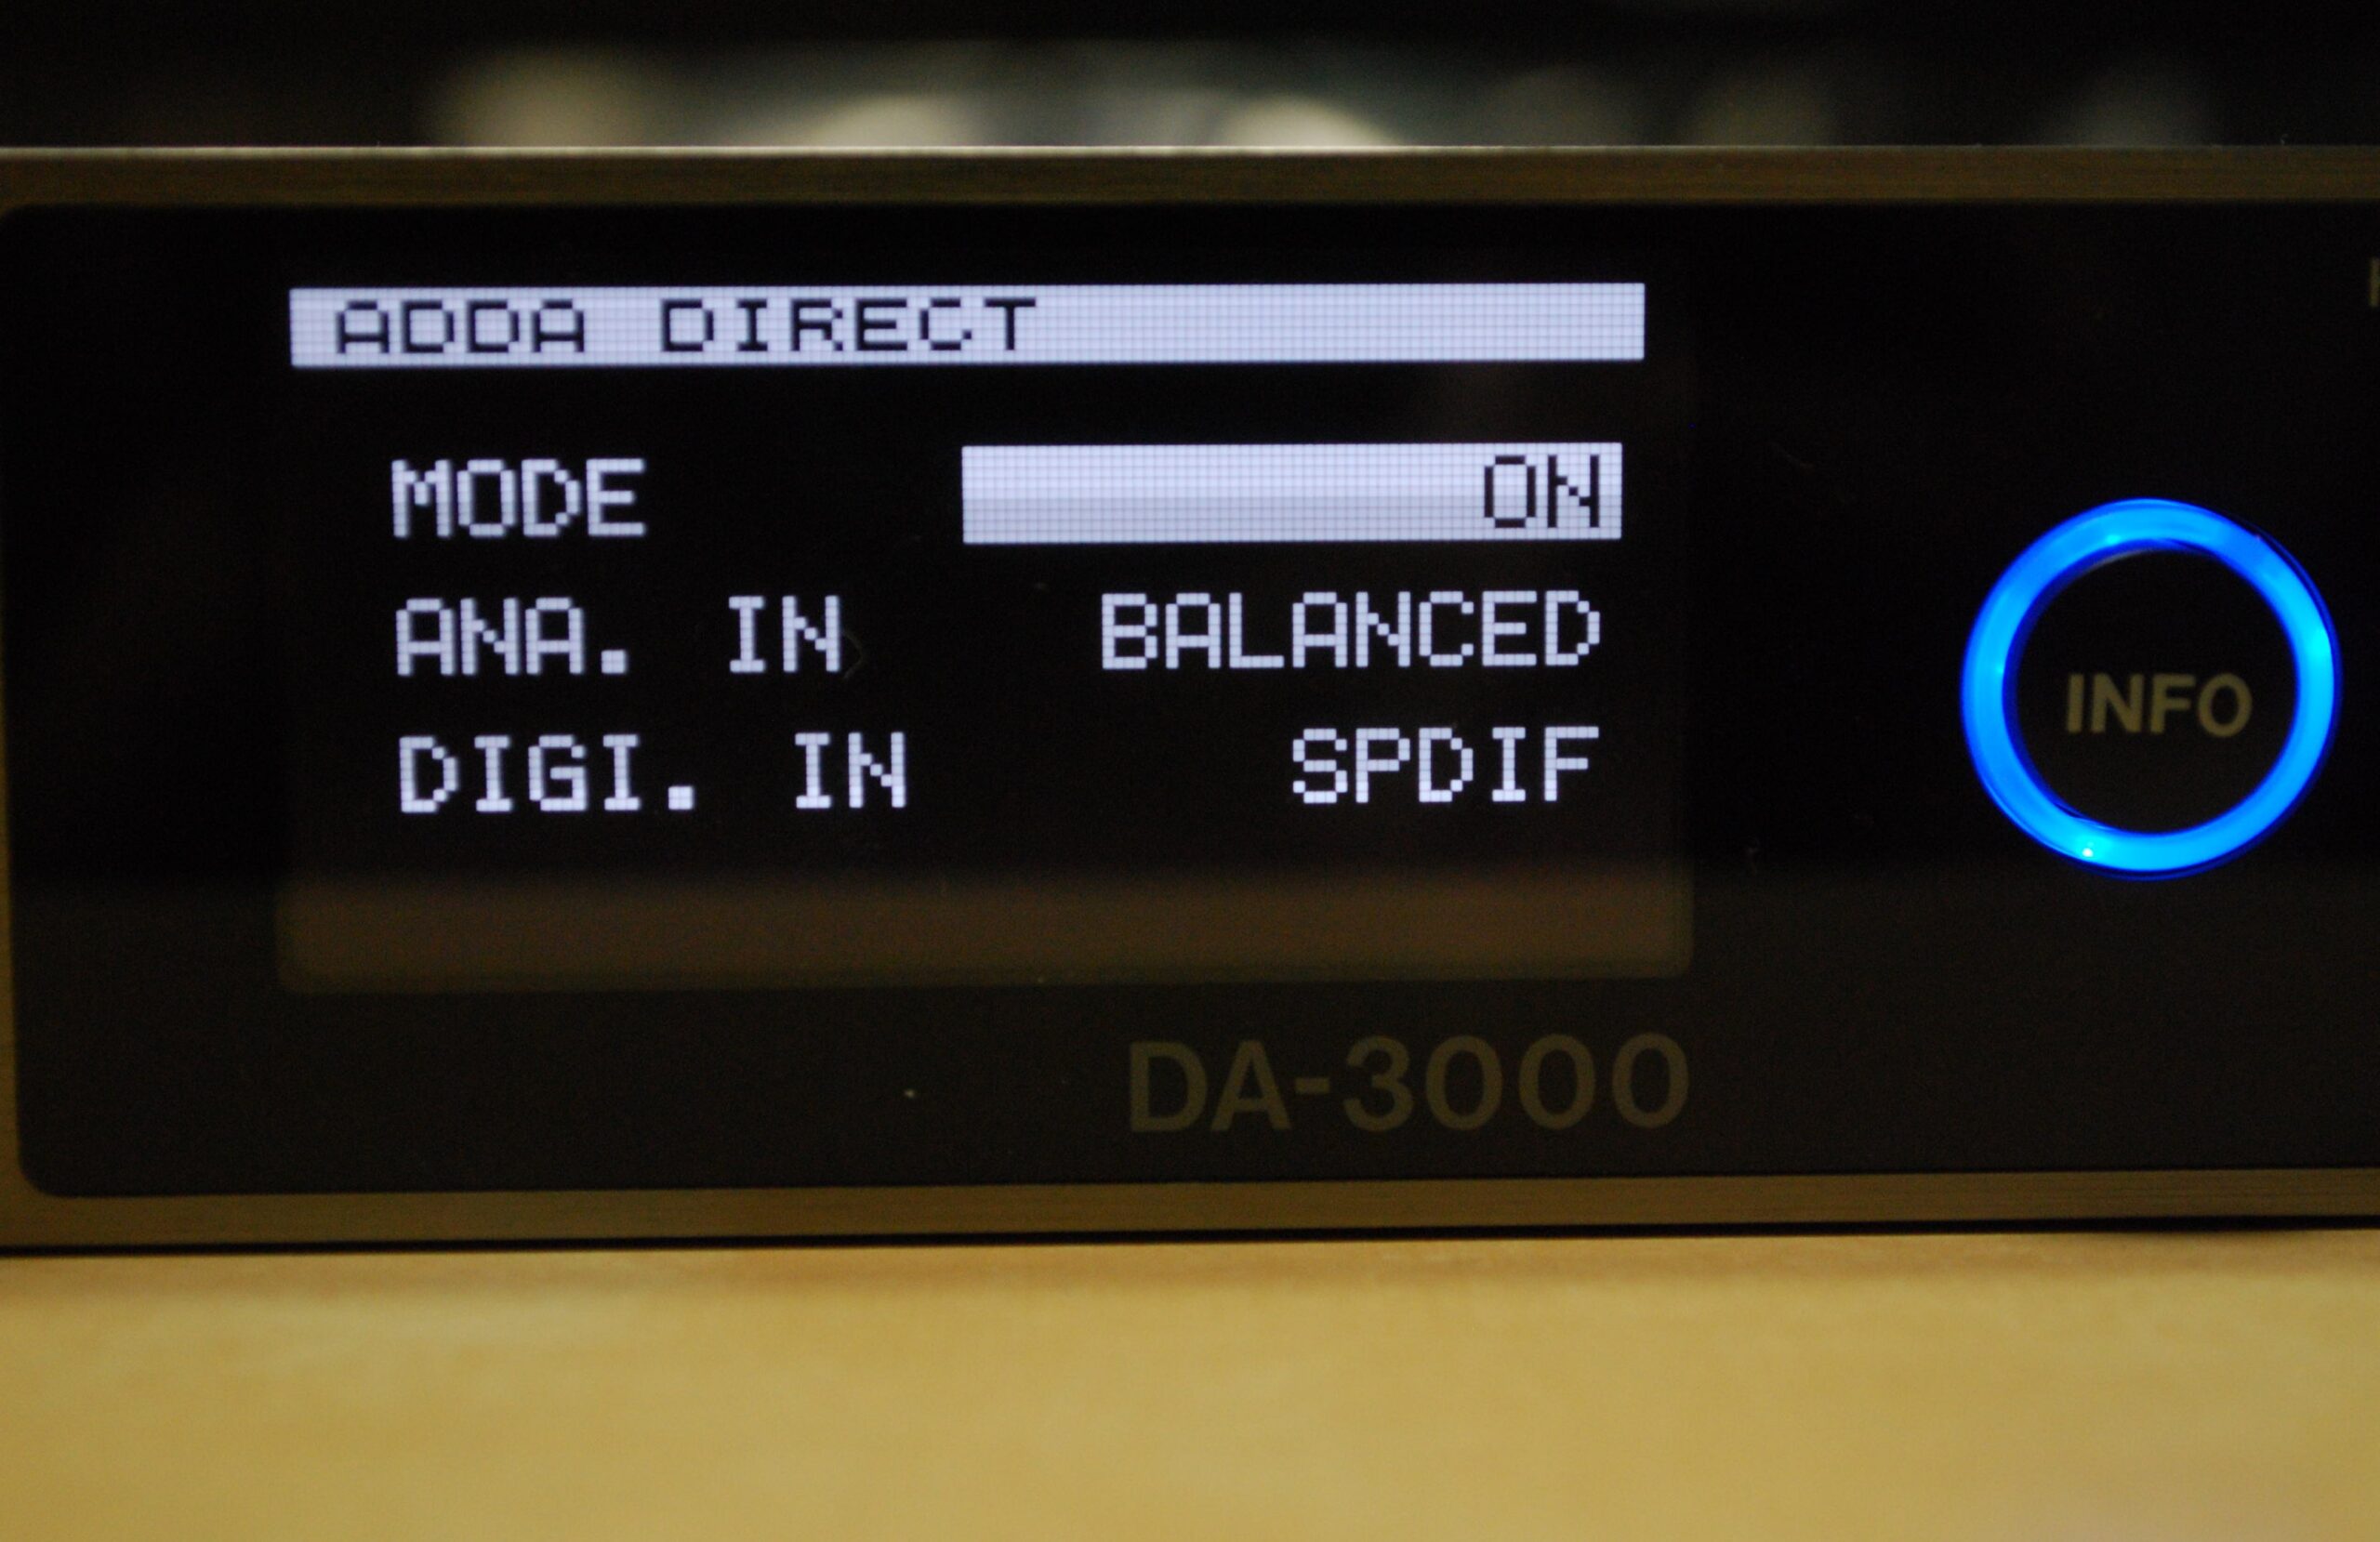 ADDA DIRECT
MODE ON
ANA. IN BALANCED
DIGI. IN SPDIF
INFO
DA-3000